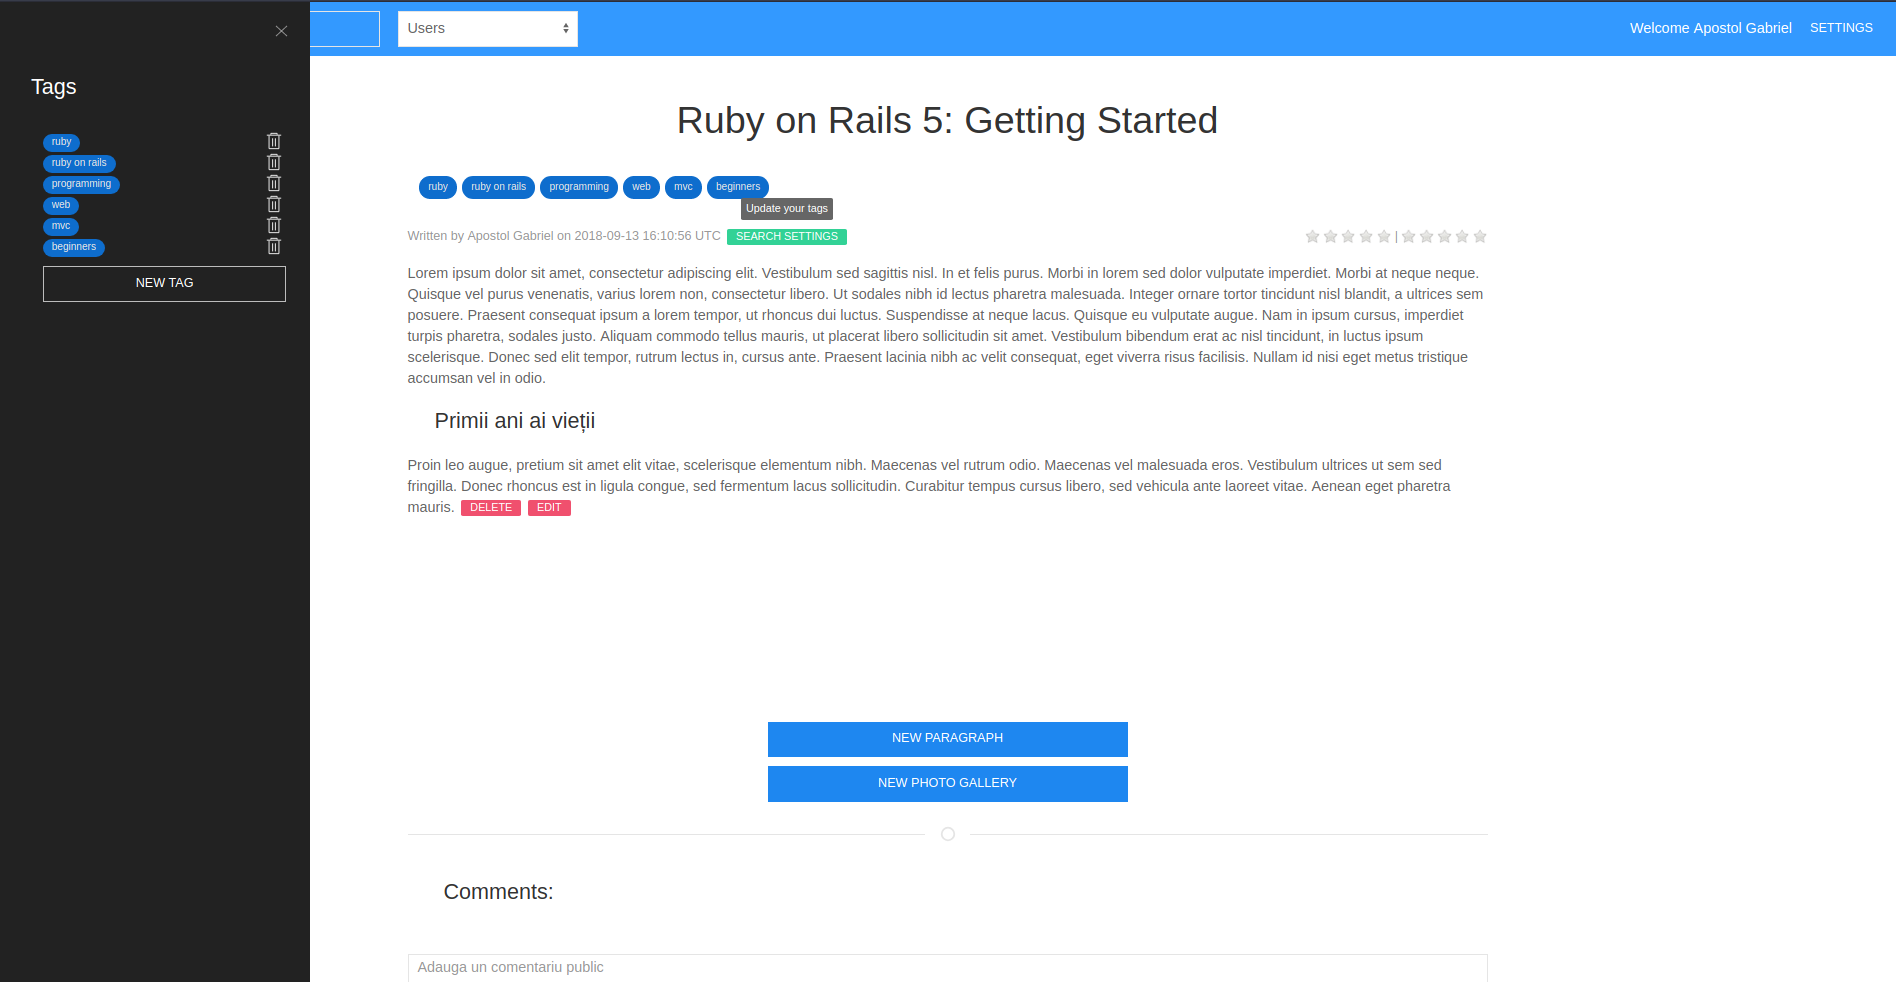 Users
Welcome Apostol Gabriel SETTINGS
Tags
ruby
ruby on rails
programming
web
mvc
beginners
NEW TAG
Ruby on Rails 5: Getting Started
ruby ruby on rails programming web mvc beginners
Update your tags
Written by Apostol Gabriel on 2018-09-13 16:10:56 UTC SEARCH SETTINGS
Lorem ipsum dolor sit amet, consectetur adipiscing elit. Vestibulum sed sagittis nisl. In et felis purus. Morbi in lorem sed dolor vulputate imperdiet. Morbi at neque neque.
Quisque vel purus venenatis, varius lorem non, consectetur libero. Ut sodales nibh id lectus pharetra malesuada. Integer ornare tortor tincidunt nisl blandit, a ultrices sem
posuere. Praesent consequat ipsum a lorem tempor, ut rhoncus dui luctus. Suspendisse at neque lacus. Quisque eu vulputate augue. Nam in ipsum cursus, imperdiet
turpis pharetra, sodales justo. Aliquam commodo tellus mauris, ut placerat libero sollicitudin sit amet. Vestibulum bibendum erat ac nisl tincidunt, in luctus ipsum
scelerisque. Donec sed elit tempor, rutrum lectus in, cursus ante. Praesent lacinia nibh ac velit consequat, eget viverra risus facilisis. Nullam id nisi eget metus tristique
accumsan vel in odio.
Primii ani ai vieții
Proin leo augue, pretium sit amet elit vitae, scelerisque elementum nibh. Maecenas vel rutrum odio. Maecenas vel malesuada eros. Vestibulum ultrices ut sem sed
fringilla. Donec rhoncus est in ligula congue, sed fermentum lacus sollicitudin. Curabitur tempus cursus libero, sed vehicula ante laoreet vitae. Aenean eget pharetra
mauris. DELETE EDIT
NEW PARAGRAPH
NEW PHOTO GALLERY
Comments:
Adauga un comentariu public